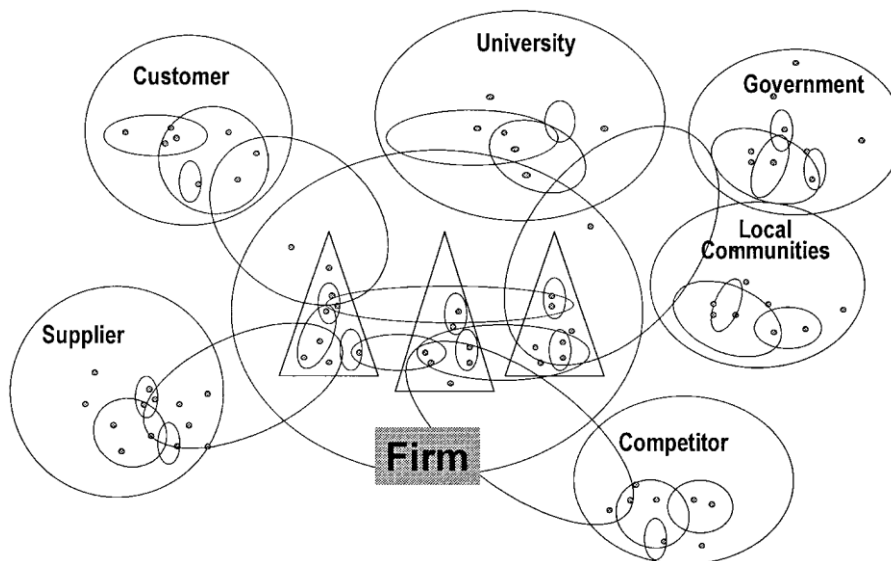 University
Customer
Government
Local
Communities
Supplier
Competitor
Firm